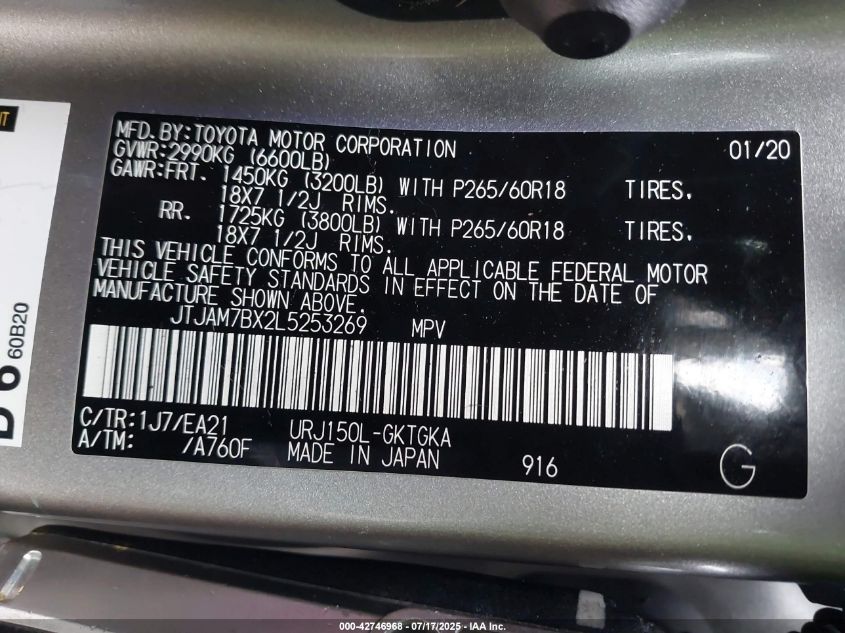 MFD. BY: TOYOTA MOTOR CORPORATION 01/20
GVWR: 2990KG (6600LB)
GAWR: FRT. 1450KG (3200LB) WITH P265/60R18 TIRES.
18X7 1/2J RIMS.
RR. 1725KG (3800LB) WITH P265/60R18 TIRES.
18X7 1/2J RIMS.
THIS VEHICLE CONFORMS TO ALL APPLICABLE FEDERAL MOTOR
VEHICLE SAFETY STANDARDS IN EFFECT ON THE DATE OF
MANUFACTURE SHOWN ABOVE.
JTJAM7BX2L5253269 MPV
C/TR: 1J7/EA21 URJ150L-GKTGKA
A/TM: /A760F MADE IN JAPAN 916 G
60B20
000-42746968 - 07/17/2025 - IAA Inc.